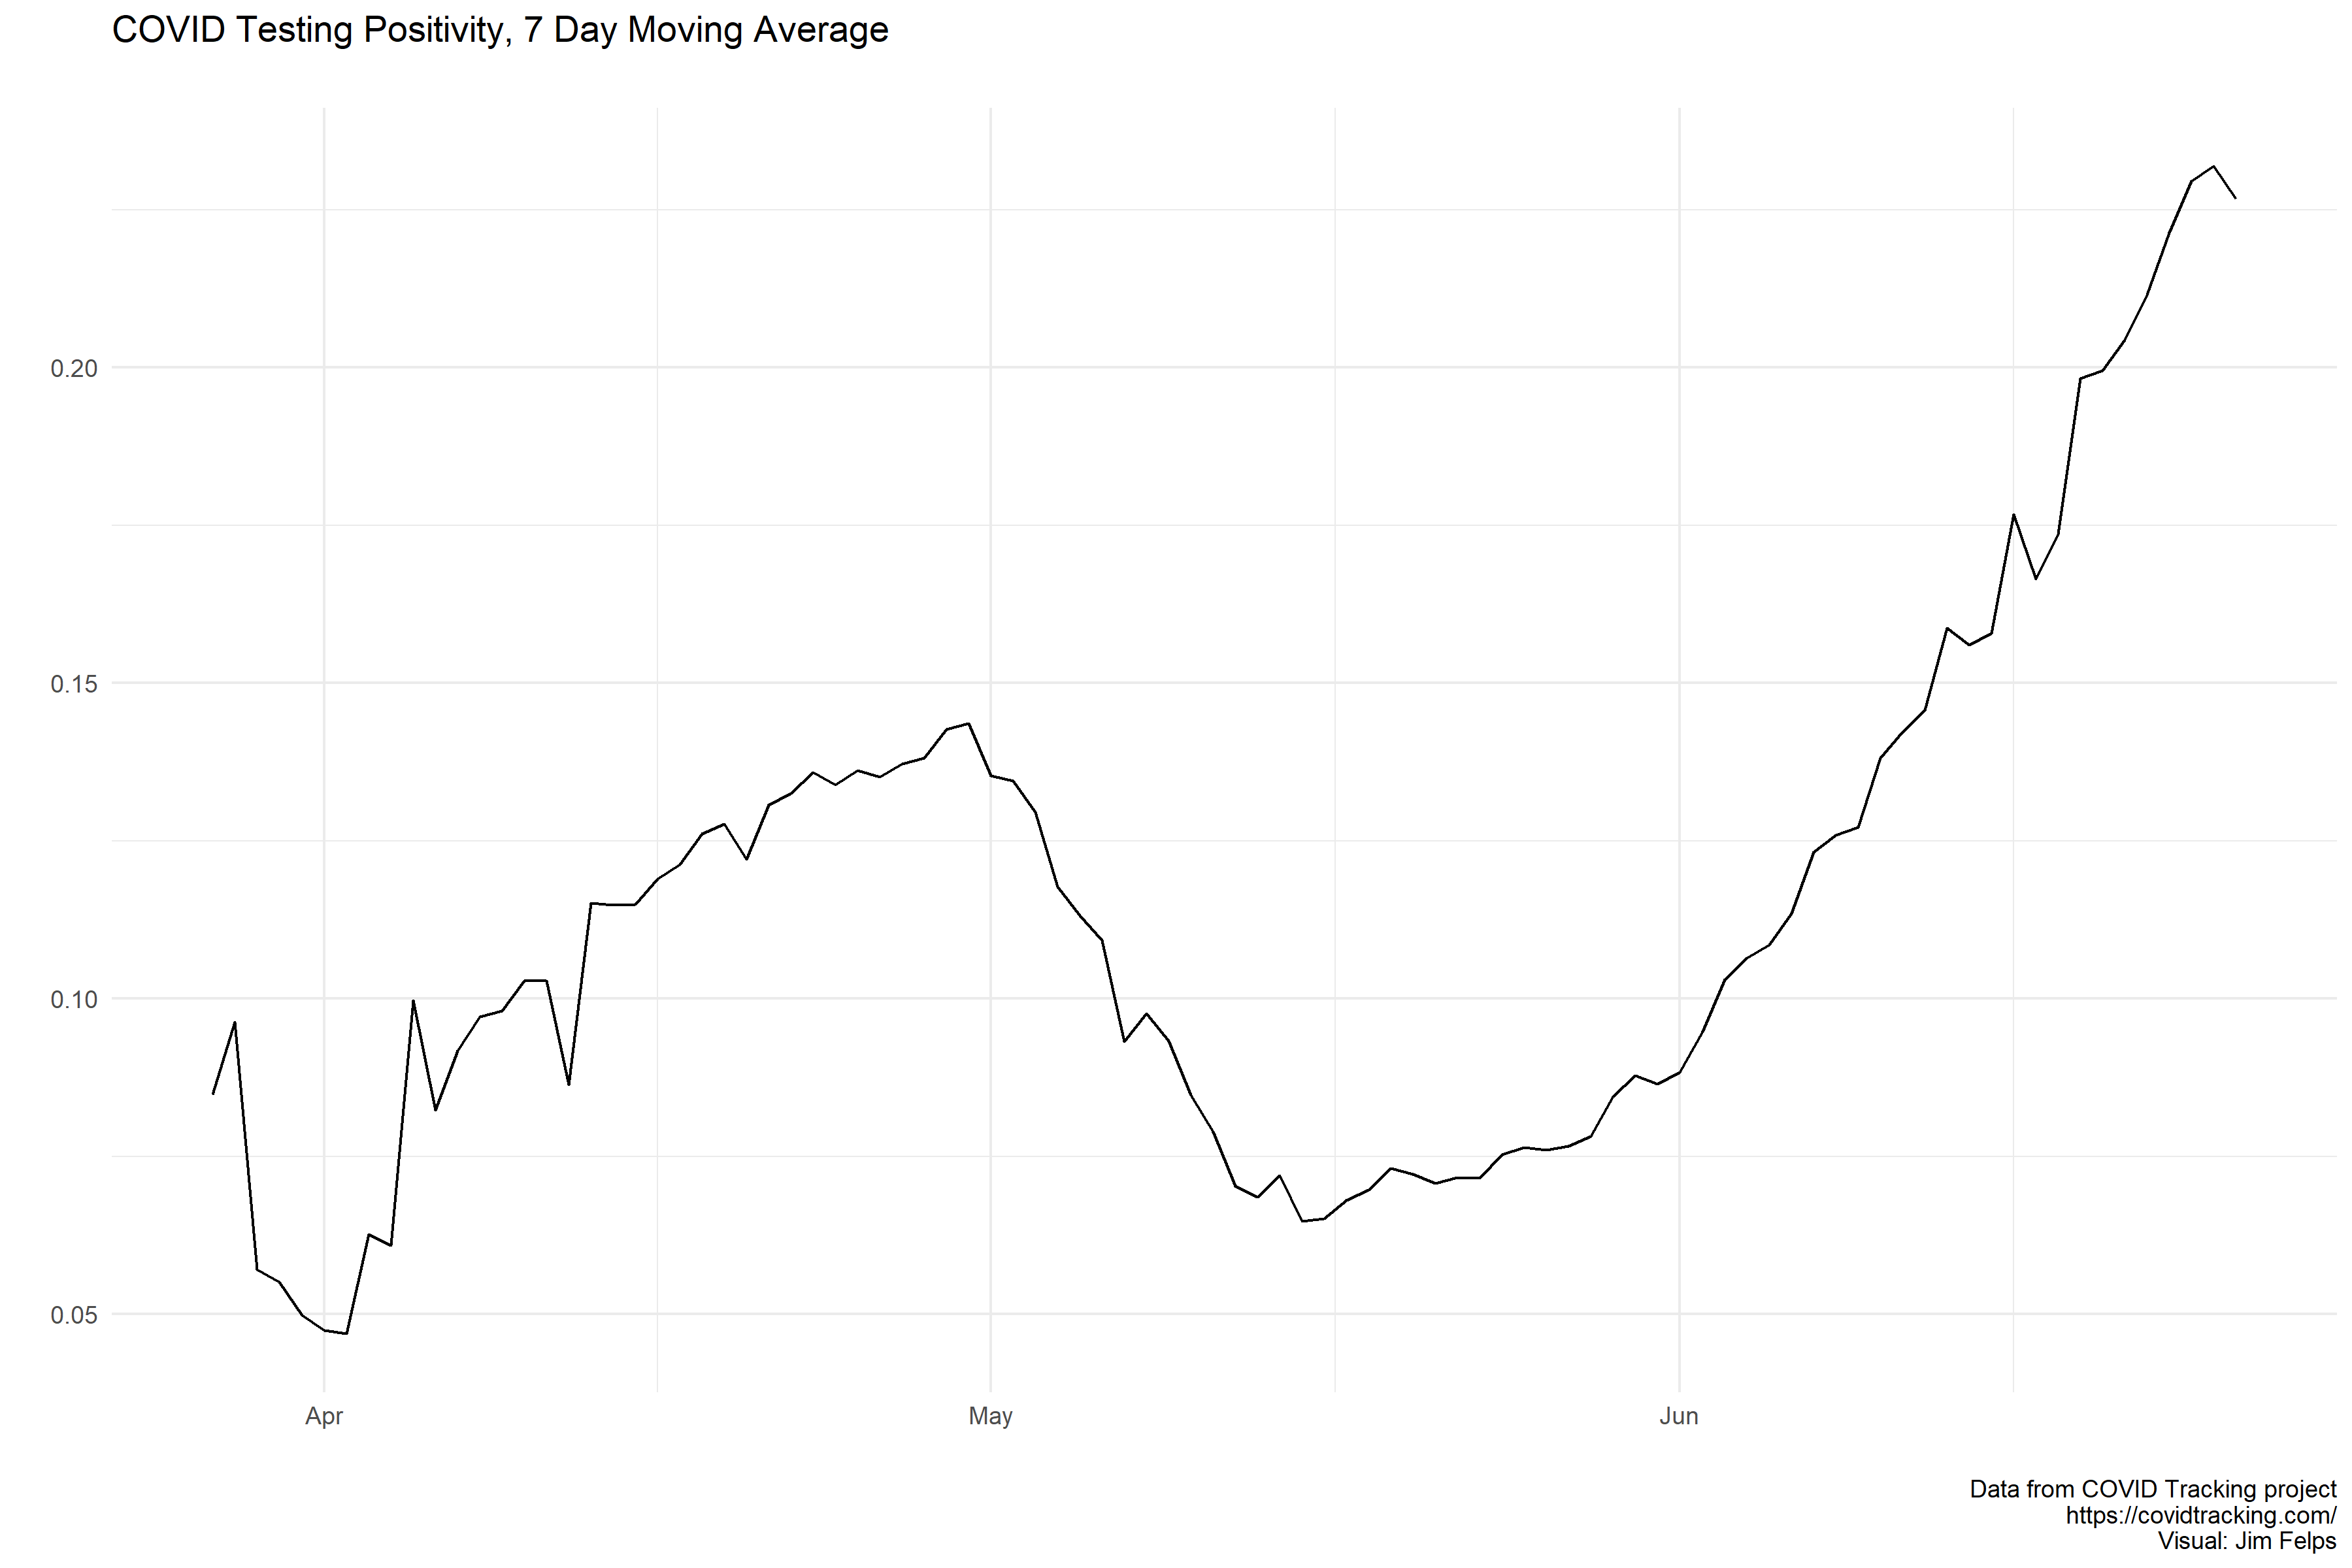 COVID Testing Positivity, 7 Day Moving Average
0.20
0.15
0.10
0.05
Apr
May
Jun
Data from COVID Tracking project
https://covidtracking.com/
Visual: Jim Felps